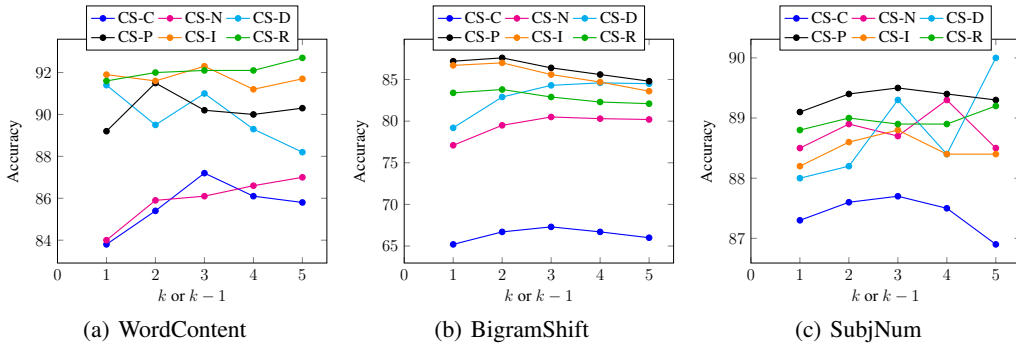 CS-C CS-N CS-D
CS-P CS-I CS-R
92
90
88
86
84
0 1 2 3 4 5
Accuracy
k or k − 1
(a) WordContent
CS-C CS-N CS-D
CS-P CS-I CS-R
85
80
75
70
65
0 1 2 3 4 5
Accuracy
k or k − 1
(b) BigramShift
CS-C CS-N CS-D
CS-P CS-I CS-R
90
89
88
87
0 1 2 3 4 5
Accuracy
k or k − 1
(c) SubjNum